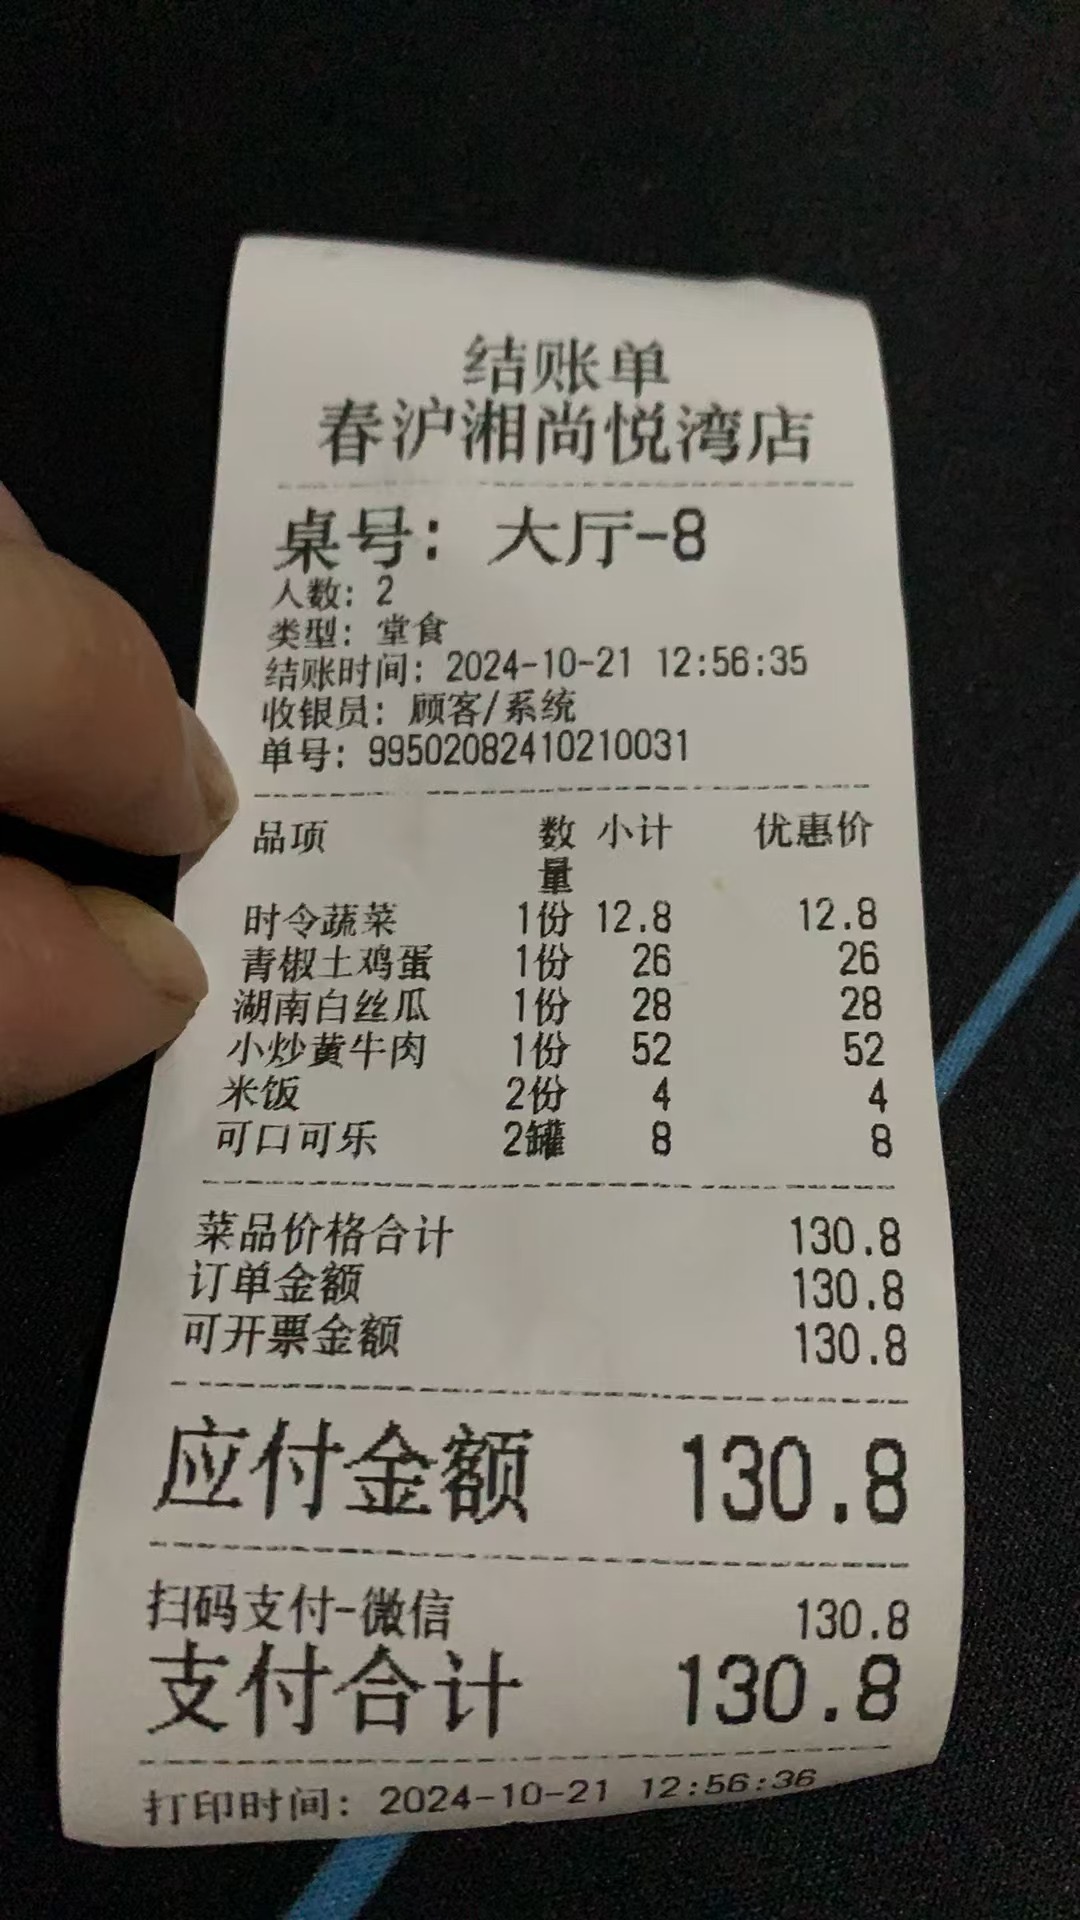 结账单
春沪湘尚悦湾店
桌号: 大厅-8
人数: 2
类型: 堂食
结账时间: 2024-10-21 12:56:35
收银员: 顾客/系统
单号: 99502082410210031
品项 数量 小计 优惠价
时令蔬菜 1份 12.8 12.8
青椒土鸡蛋 1份 26 26
湖南白丝瓜 1份 28 28
小炒黄牛肉 1份 52 52
米饭 2份 4 4
可口可乐 2罐 8 8
菜品价格合计 130.8
订单金额 130.8
可开票金额 130.8
应付金额 130.8
扫码支付-微信 130.8
支付合计 130.8
打印时间: 2024-10-21 12:56:36